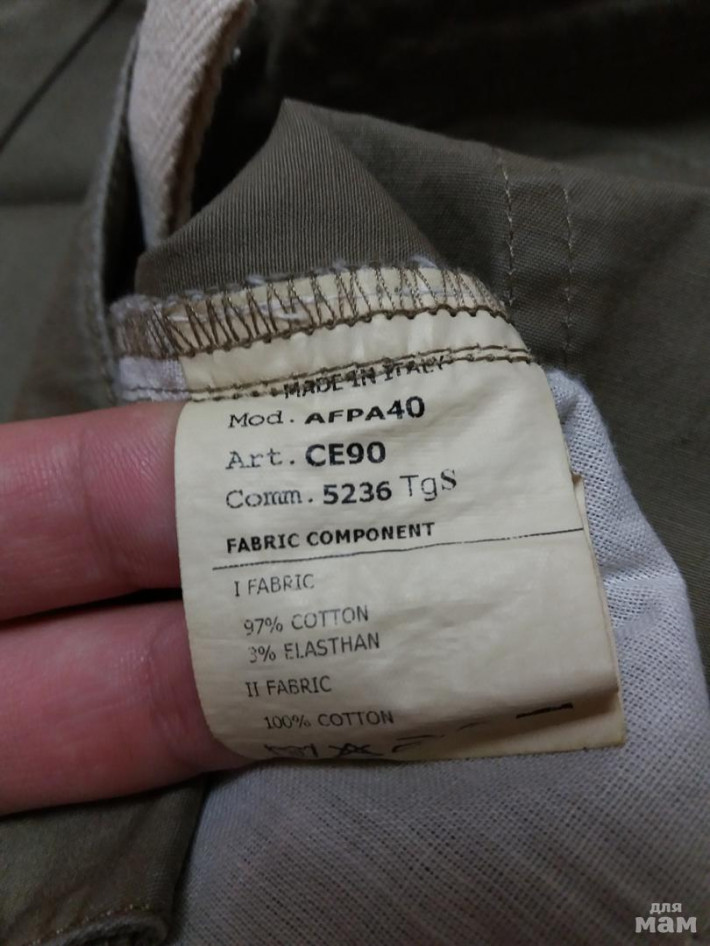 MADE IN ITALY
Mod. AFPA40
Art. CE90
Comm. 5236 TgS
FABRIC COMPONENT
I FABRIC
97% COTTON
3% ELASTHAN
II FABRIC
100% COTTON
для
мам